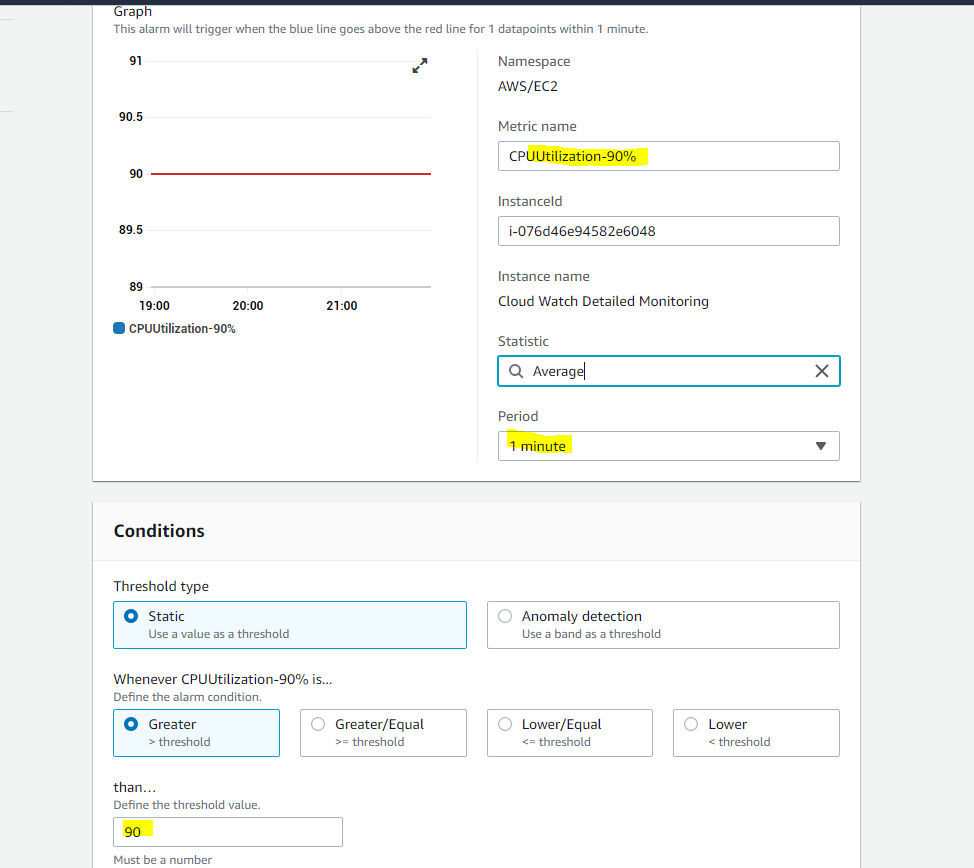 Graph
This alarm will trigger when the blue line goes above the red line for 1 datapoints within 1 minute.
91
90.5
90
89.5
89
19:00 20:00 21:00
CPUUtilization-90%
Namespace
AWS/EC2
Metric name
CPUUtilization-90%
InstanceId
i-076d46e94582e6048
Instance name
Cloud Watch Detailed Monitoring
Statistic
Average
Period
1 minute
Conditions
Threshold type
Static
Use a value as a threshold
Anomaly detection
Use a band as a threshold
Whenever CPUUtilization-90% is...
Define the alarm condition.
Greater
> threshold
Greater/Equal
>= threshold
Lower/Equal
<= threshold
Lower
< threshold
than...
Define the threshold value.
90
Must be a number